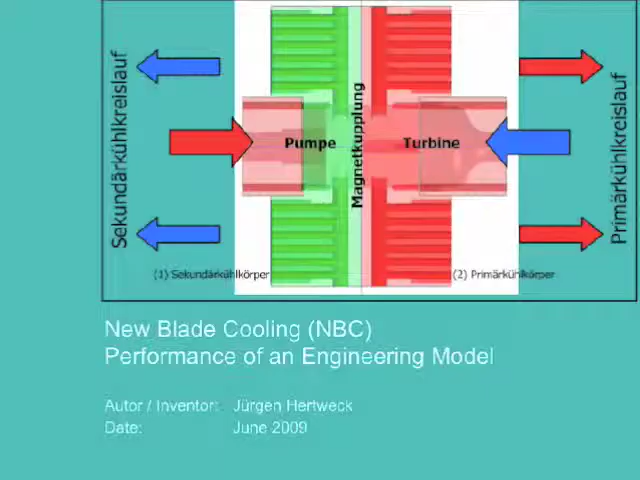 Sekundärkühlkreislauf
Pumpe
Magnetkupplung
Turbine
Primärkühlkreislauf
(1) Sekundärkühlkörper
(2) Primärkühlkörper
New Blade Cooling (NBC)
Performance of an Engineering Model
Autor / Inventor: Jürgen Hertweck
Date: June 2009